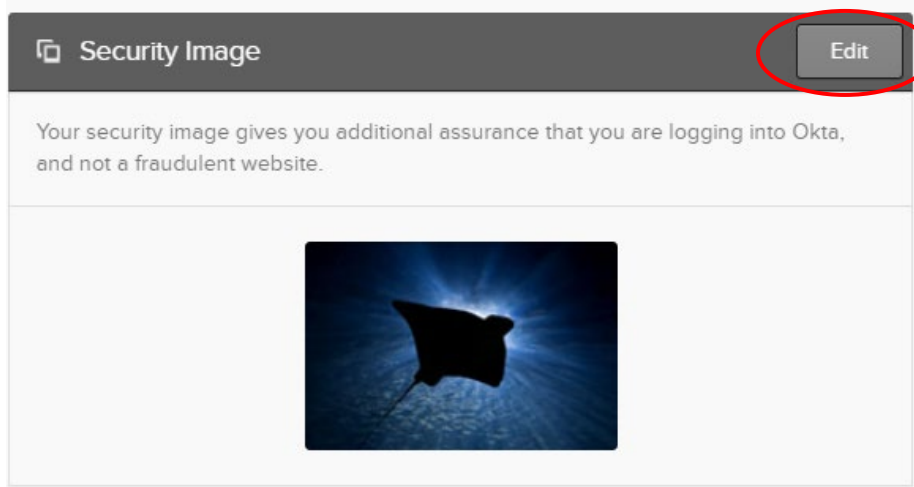 Security Image
Edit
Your security image gives you additional assurance that you are logging into Okta,
and not a fraudulent website.